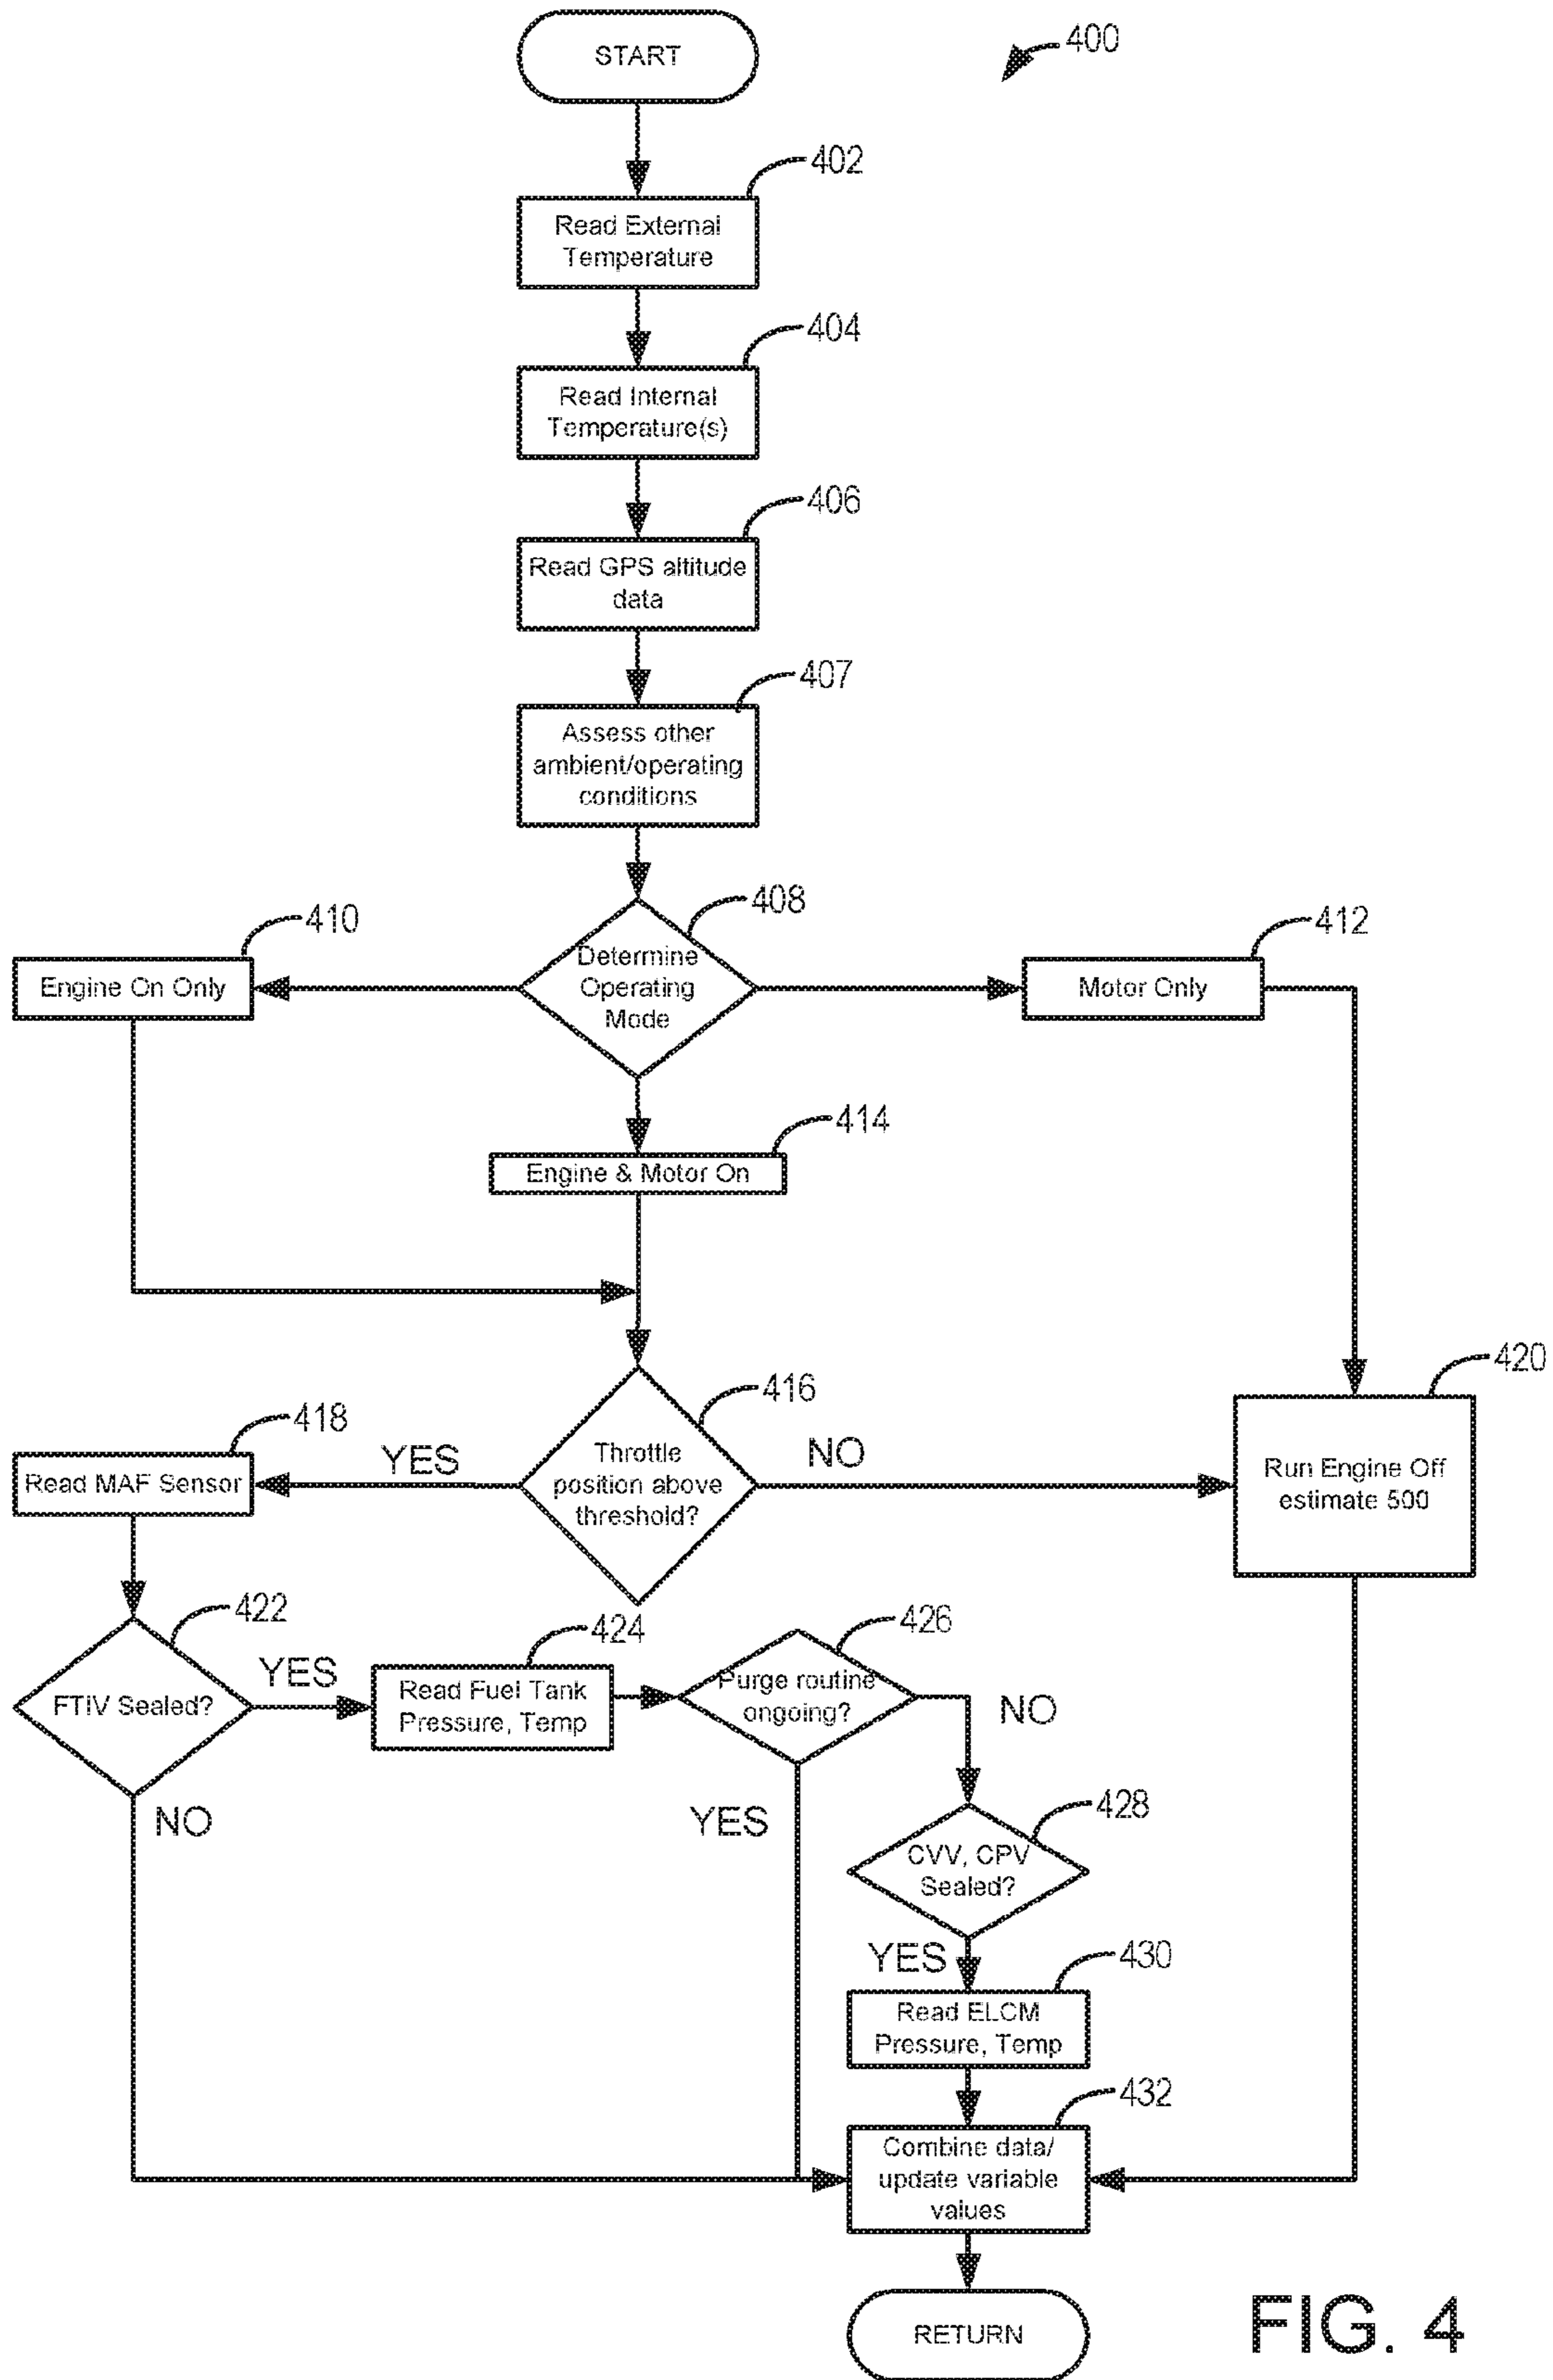 START
400
402
Read External
Temperature
404
Read Internal
Temperature(s)
406
Read GPS altitude
data
407
Assess other
ambient/operating
conditions
408
Determine
Operating
Mode
410
Engine On Only
412
Motor Only
414
Engine & Motor On
416
Throttle
position above
threshold?
YES
NO
418
Read MAF Sensor
420
Run Engine Off
estimate 500
422
FTIV Sealed?
YES
NO
424
Read Fuel Tank
Pressure, Temp
426
Purge routine
ongoing?
NO
YES
428
CVV, CPV
Sealed?
YES
430
Read ELCM
Pressure, Temp
432
Combine data/
update variable
values
RETURN
FIG. 4